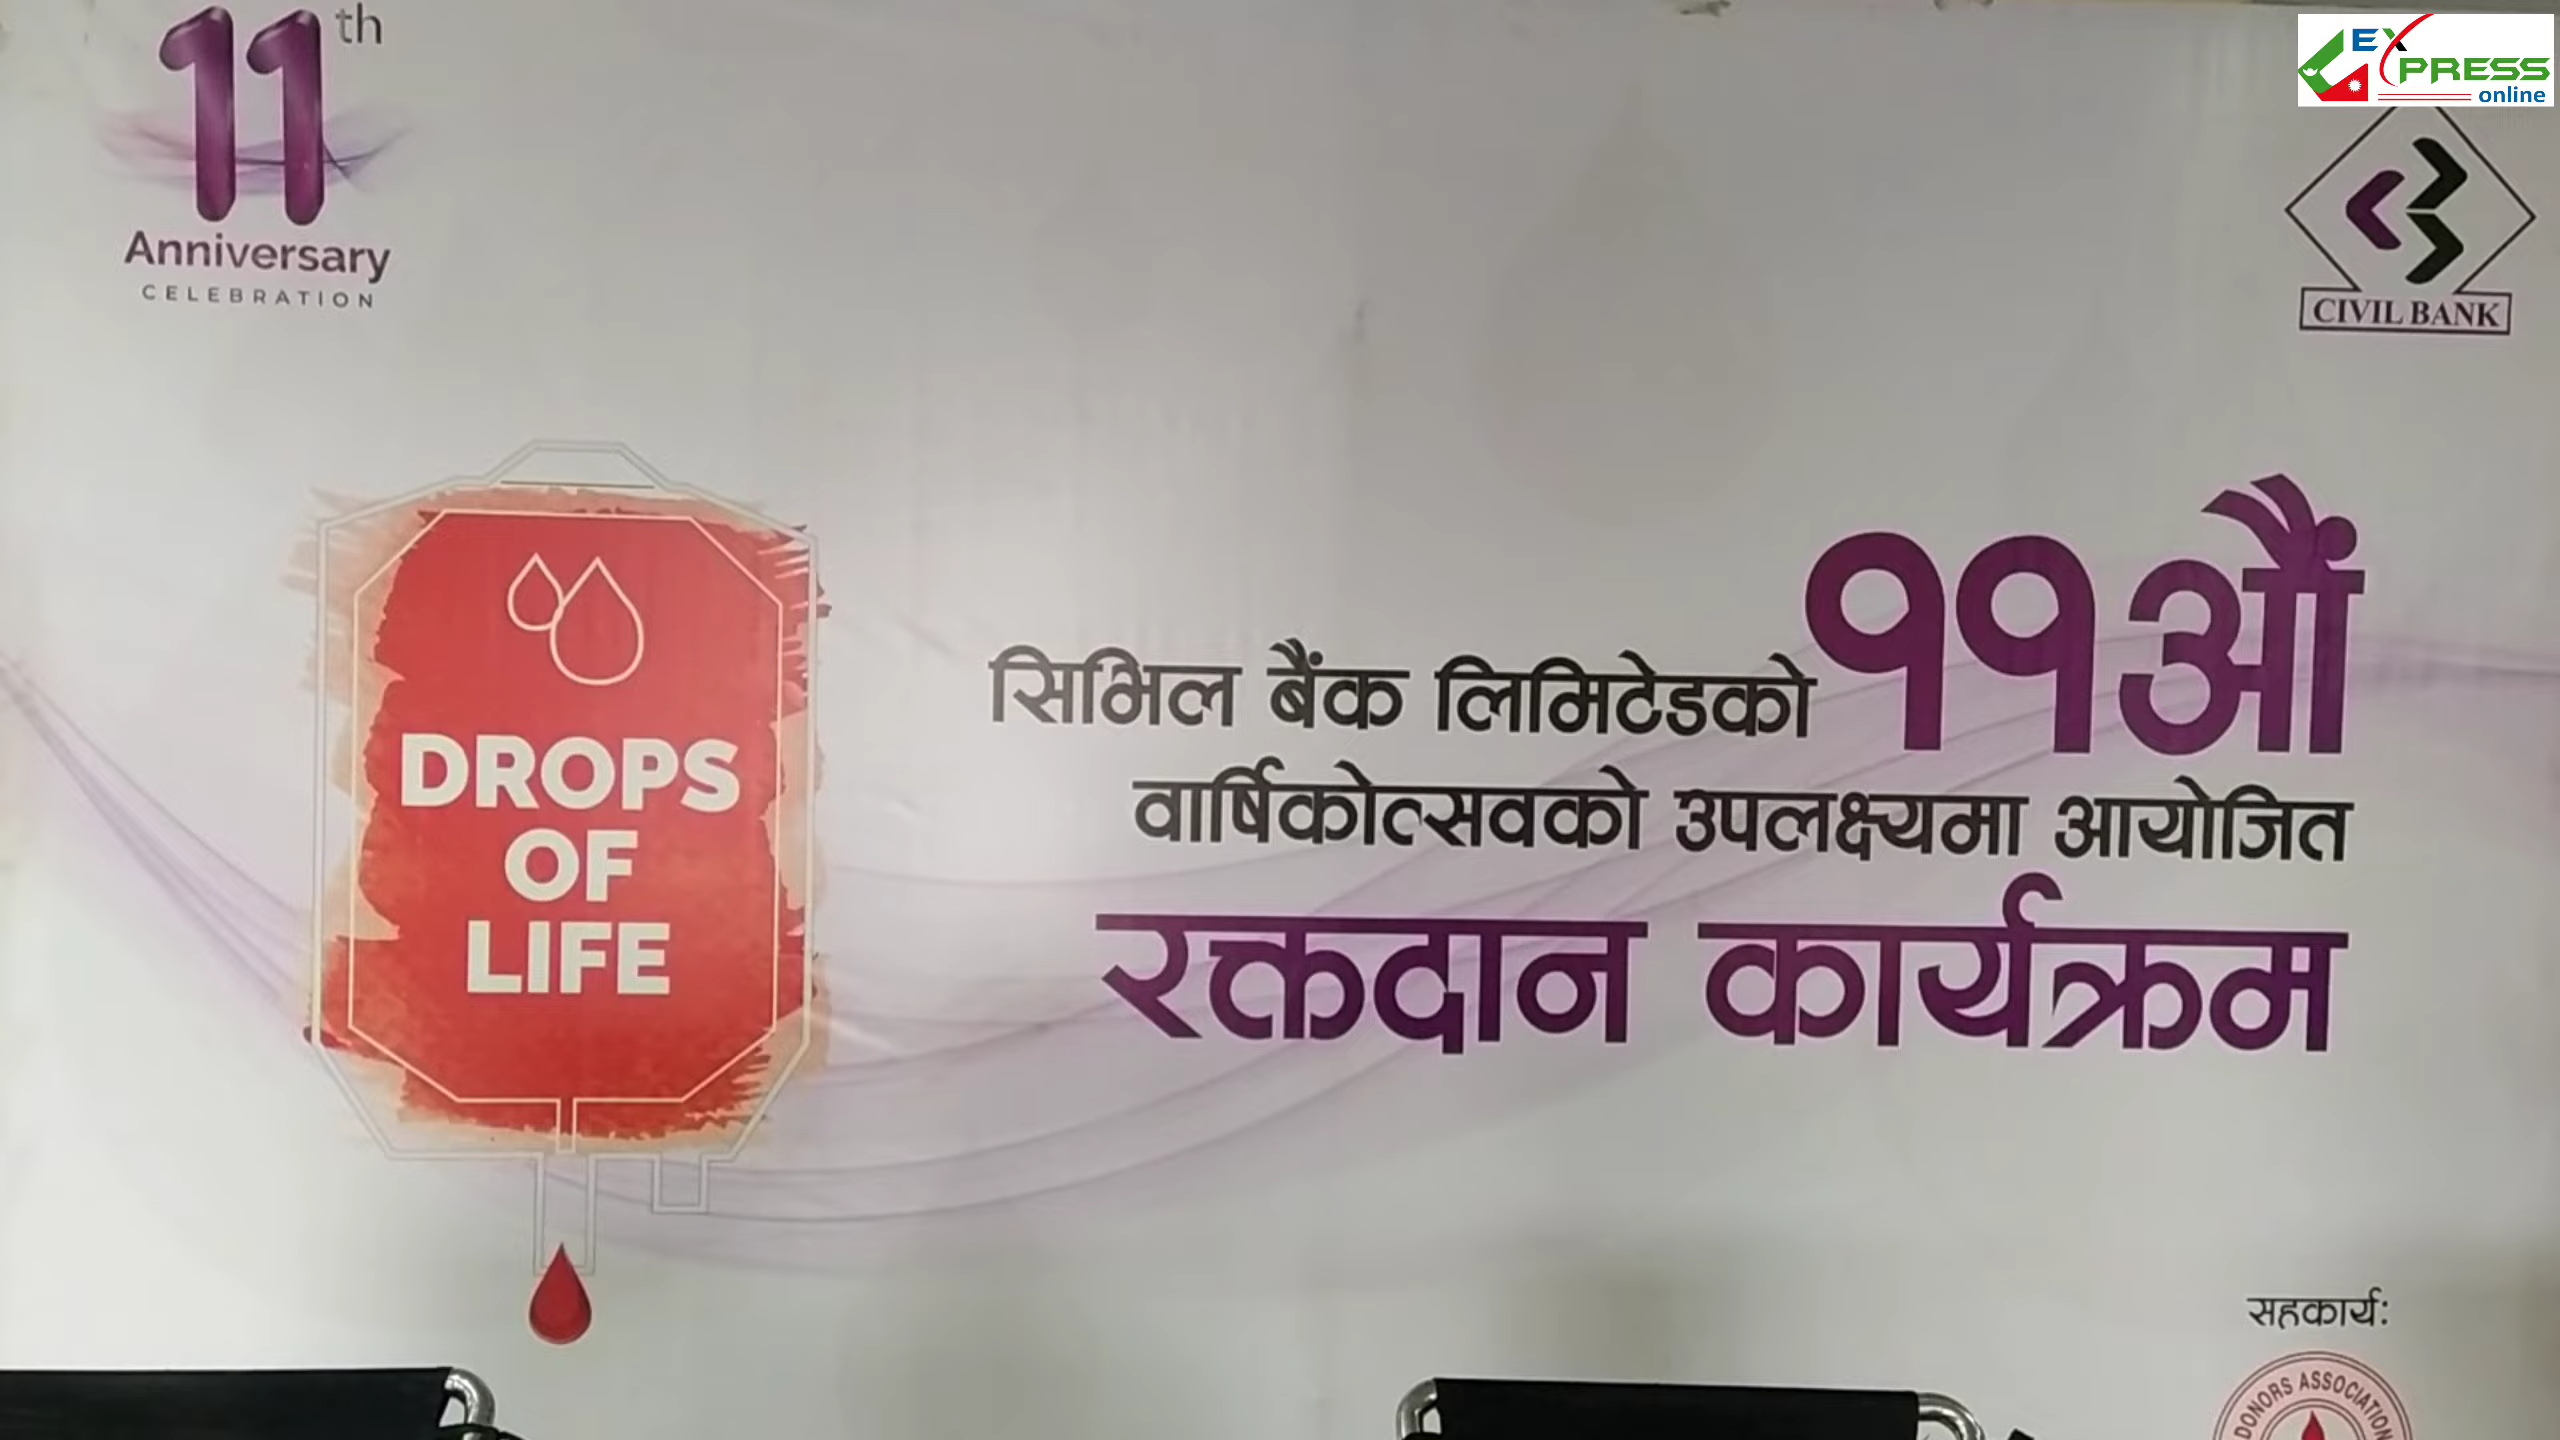 11th
Anniversary
CELEBRATION
EXPRESS
online
CIVIL BANK
DROPS
OF
LIFE
सिभिल बैंक लिमिटेडको ११औं
वार्षिकोत्सवको उपलक्ष्यमा आयोजित
रक्तदान कार्यक्रम
सहकार्य:
DONORS ASSOCIATION